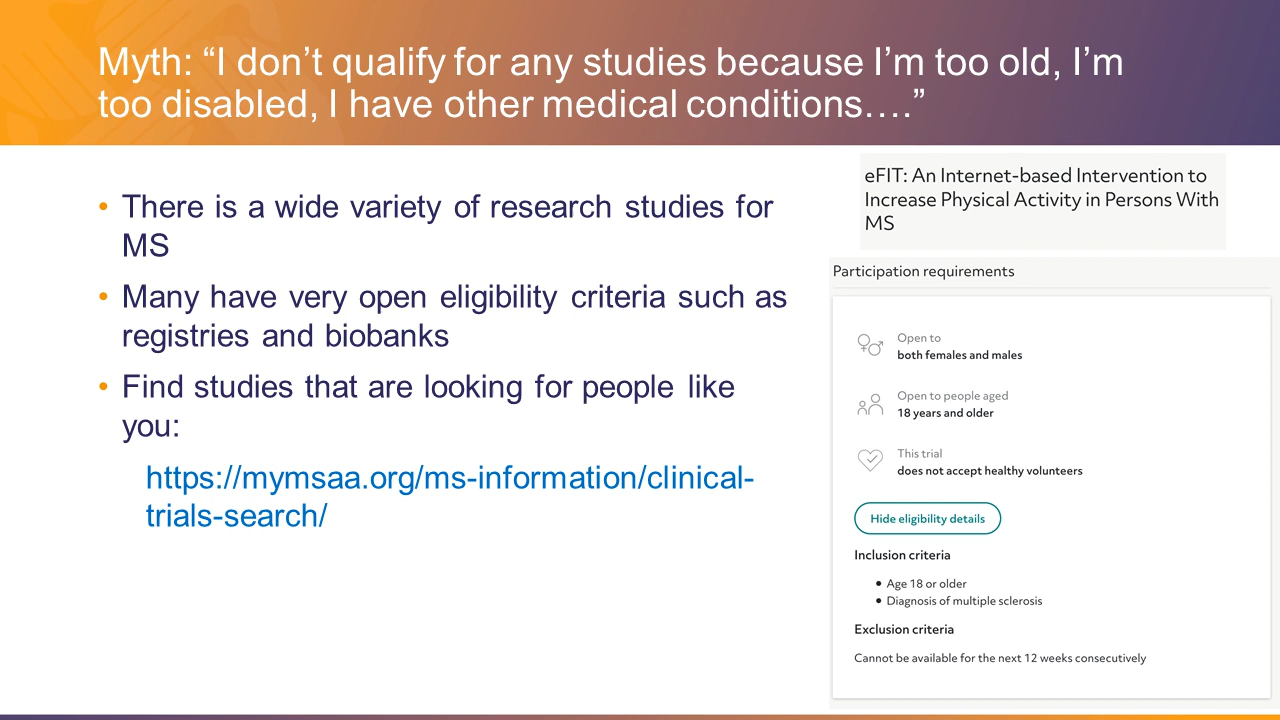 Myth: “I don’t qualify for any studies because I’m too old, I’m
too disabled, I have other medical conditions….”
• There is a wide variety of research studies for
MS
• Many have very open eligibility criteria such as
registries and biobanks
• Find studies that are looking for people like
you:
https://mymsaa.org/ms-information/clinical-
trials-search/
eFIT: An Internet-based Intervention to
Increase Physical Activity in Persons With
MS
Participation requirements
Open to
both females and males
Open to people aged
18 years and older
This trial
does not accept healthy volunteers
Hide eligibility details
Inclusion criteria
• Age 18 or older
• Diagnosis of multiple sclerosis
Exclusion criteria
Cannot be available for the next 12 weeks consecutively